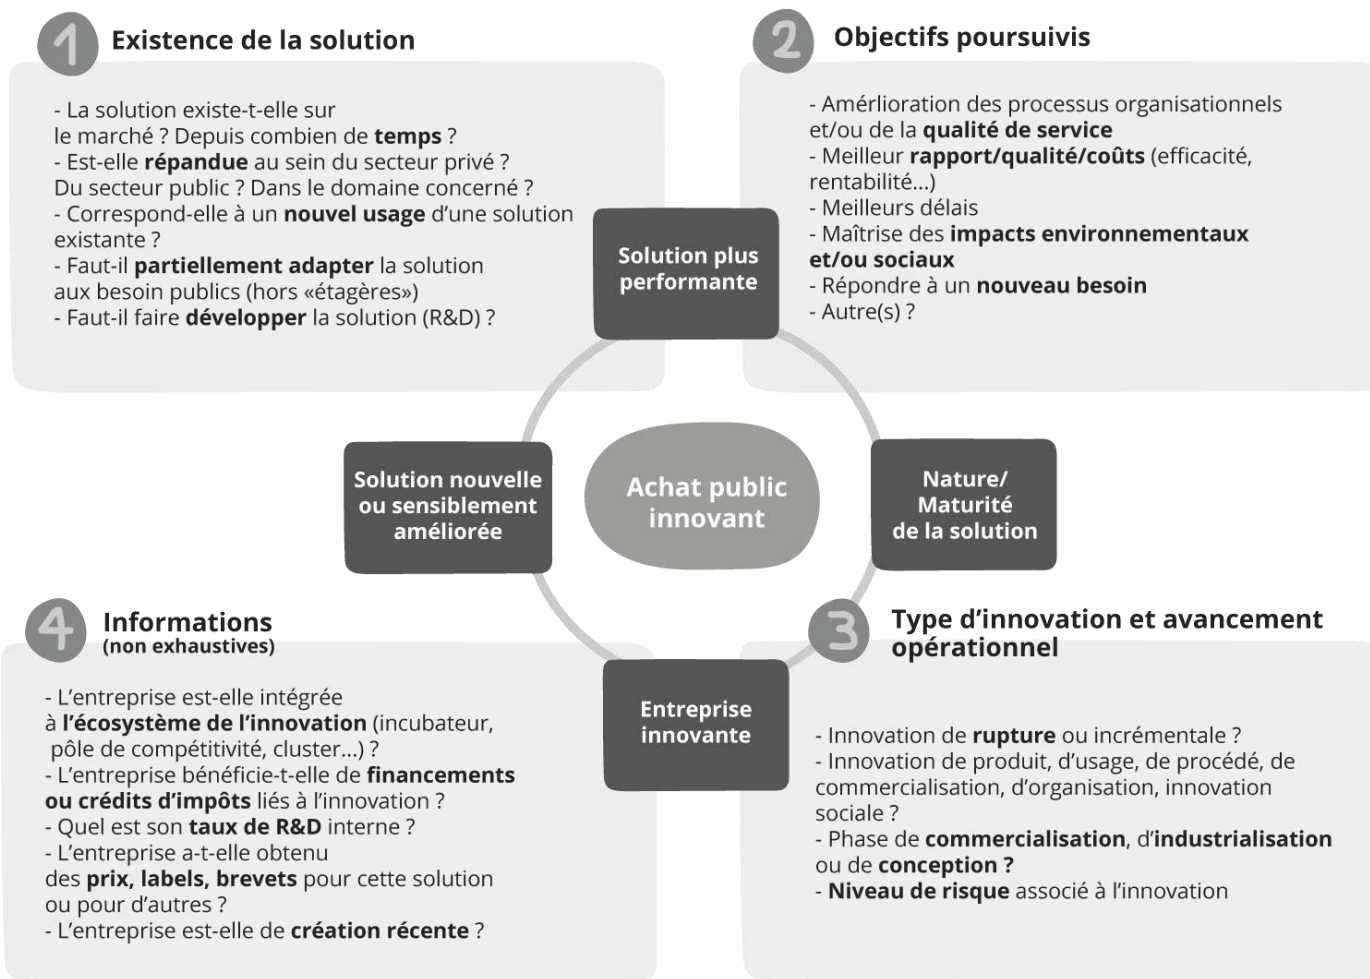 1 Existence de la solution
- La solution existe-t-elle sur
le marché ? Depuis combien de temps ?
- Est-elle répandue au sein du secteur privé ?
Du secteur public ? Dans le domaine concerné ?
- Correspond-elle à un nouvel usage d’une solution
existante ?
- Faut-il partiellement adapter la solution
aux besoin publics (hors «étagères»)
- Faut-il faire développer la solution (R&D) ?
2 Objectifs poursuivis
- Amérlioration des processus organisationnels
et/ou de la qualité de service
- Meilleur rapport/qualité/coûts (efficacité,
rentabilité...)
- Meilleurs délais
- Maîtrise des impacts environnementaux
et/ou sociaux
- Répondre à un nouveau besoin
- Autre(s) ?
Solution plus
performante
Solution nouvelle
ou sensiblement
améliorée
Achat public
innovant
Nature/
Maturité
de la solution
Entreprise
innovante
4 Informations
(non exhaustives)
- L’entreprise est-elle intégrée
à l’écosystème de l’innovation (incubateur,
pôle de compétitivité, cluster...) ?
- L’entreprise bénéficie-t-elle de financements
ou crédits d’impôts liés à l’innovation ?
- Quel est son taux de R&D interne ?
- L’entreprise a-t-elle obtenu
des prix, labels, brevets pour cette solution
ou pour d’autres ?
- L’entreprise est-elle de création récente ?
3 Type d’innovation et avancement
opérationnel
- Innovation de rupture ou incrémentale ?
- Innovation de produit, d’usage, de procédé, de
commercialisation, d’organisation, innovation
sociale ?
- Phase de commercialisation, d’industrialisation
ou de conception ?
- Niveau de risque associé à l’innovation